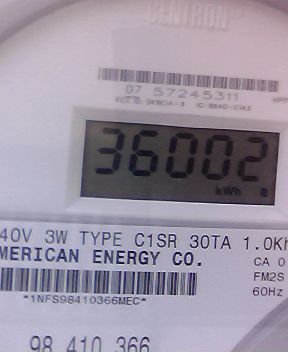 CENTRON
07 57245311
36002
kWh
40V 3W TYPE C1SR 30TA 1.0Kh
MERICAN ENERGY CO.
CA 0
FM2S
60Hz
*1NFS98410366MEC*
98 410 366